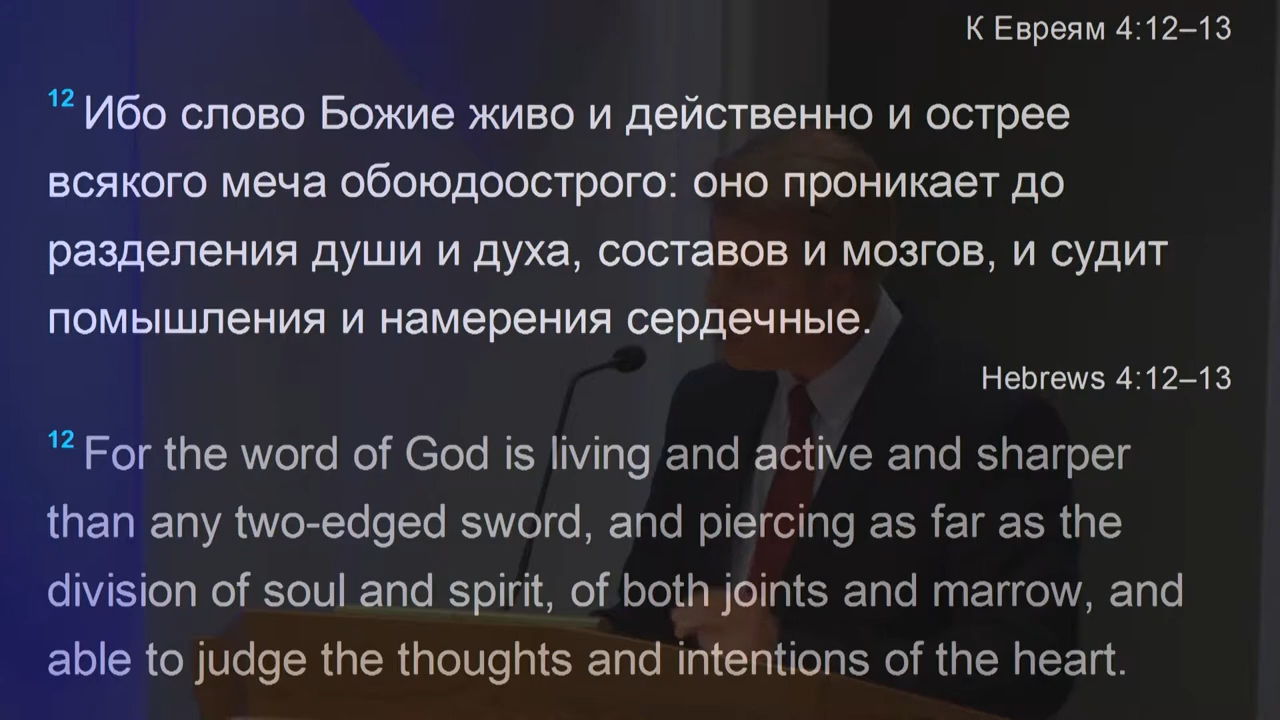 К Евреям 4:12–13
12 Ибо слово Божие живо и действенно и острее
всякого меча обоюдоострого: оно проникает до
разделения души и духа, составов и мозгов, и судит
помышления и намерения сердечные.
Hebrews 4:12–13
12 For the word of God is living and active and sharper
than any two-edged sword, and piercing as far as the
division of soul and spirit, of both joints and marrow, and
able to judge the thoughts and intentions of the heart.